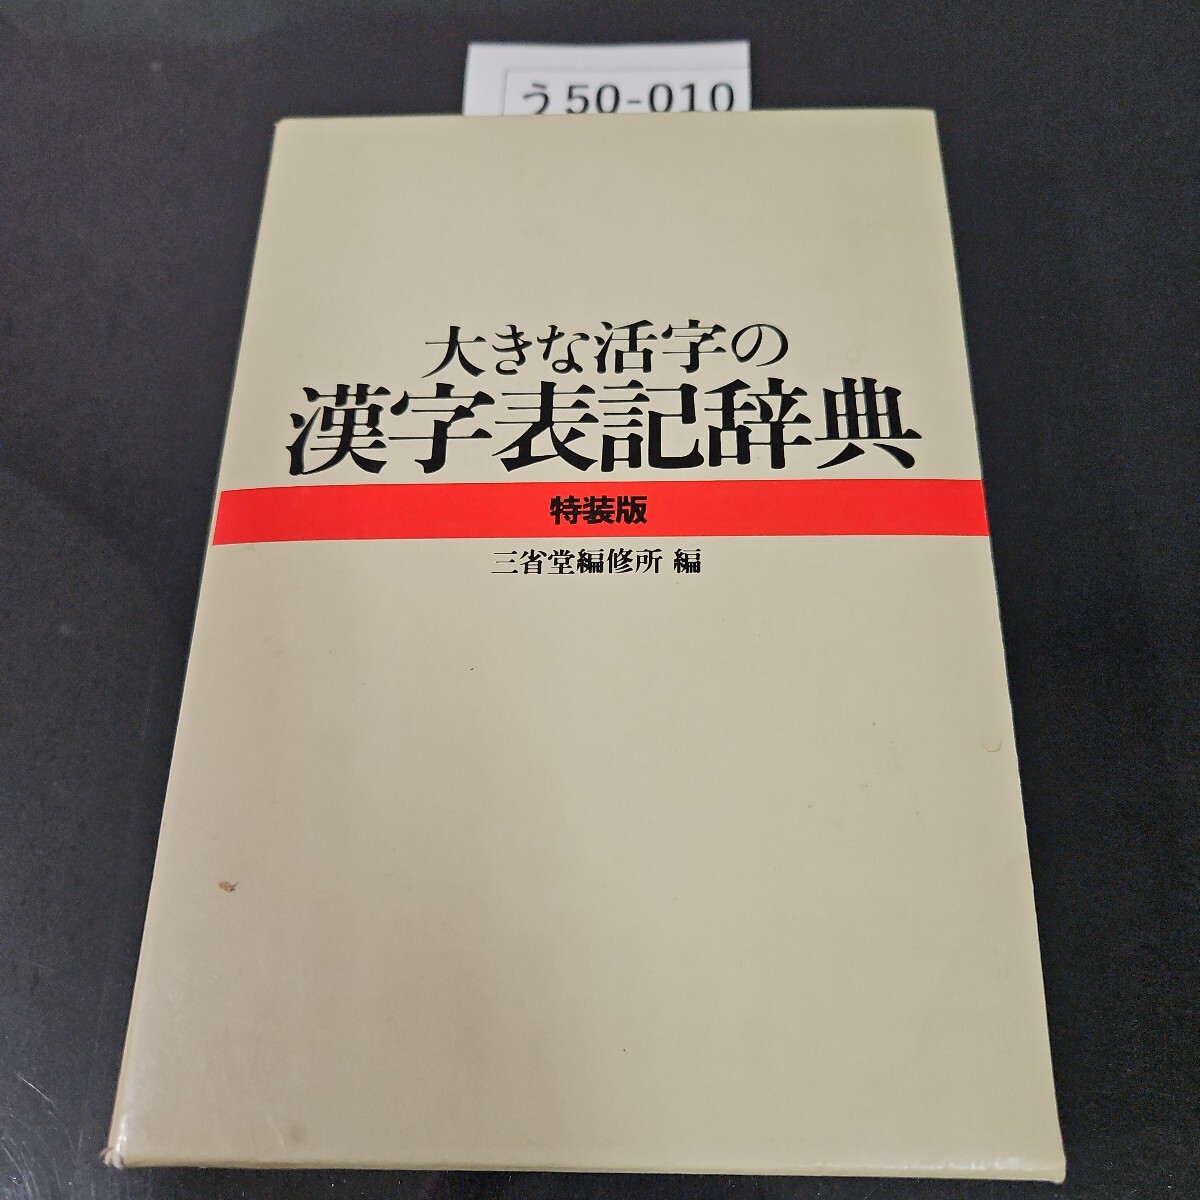 う50-010
大きな活字の
漢字表記辞典
特装版
三省堂編修所 編